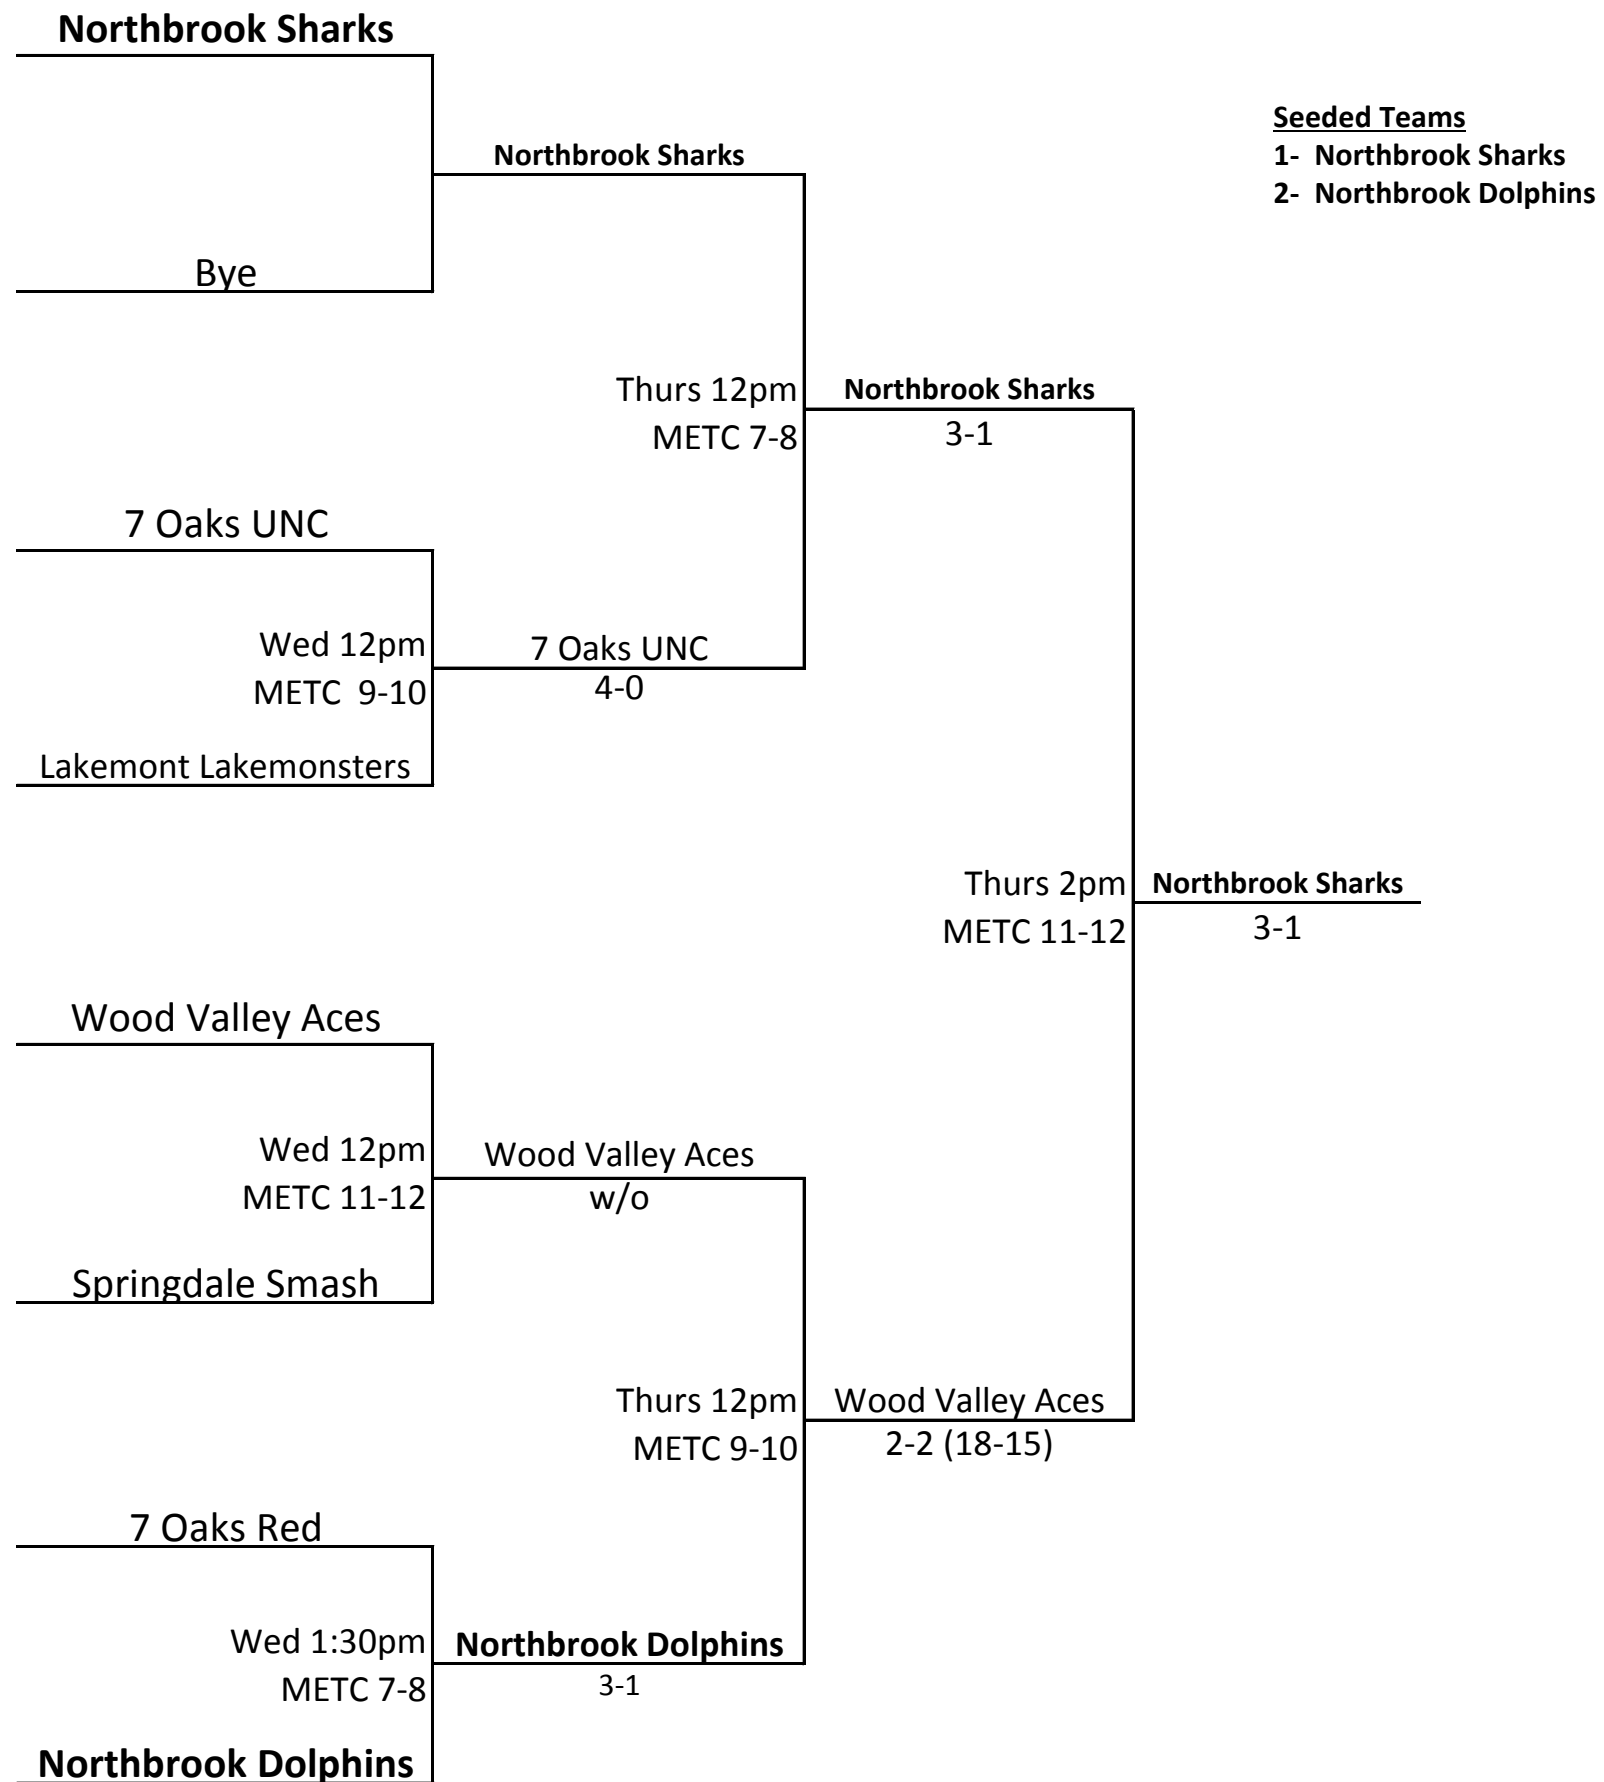 Northbrook Sharks
Seeded Teams
1- Northbrook Sharks
2- Northbrook Dolphins
Northbrook Sharks
Bye
Thurs 12pm
METC 7-8
Northbrook Sharks
3-1
7 Oaks UNC
Wed 12pm
METC  9-10
7 Oaks UNC
4-0
Lakemont Lakemonsters
Thurs 2pm
METC 11-12
Northbrook Sharks
3-1
Wood Valley Aces
Wed 12pm
METC 11-12
Wood Valley Aces
w/o
Springdale Smash
Thurs 12pm
METC 9-10
Wood Valley Aces
2-2 (18-15)
7 Oaks Red
Wed 1:30pm
METC 7-8
Northbrook Dolphins
3-1
Northbrook Dolphins